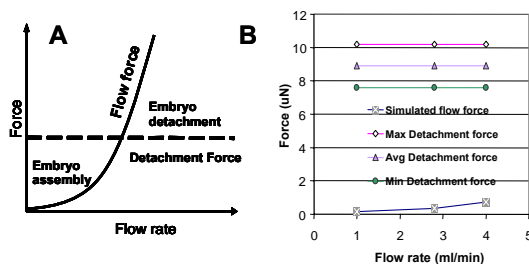 A
Force
Flow force
Embryo
detachment
Detachment Force
Embryo
assembly
Flow rate
B
Force (uN)
12
10
8
6
4
2
0
Simulated flow force
Max Detachment force
Avg Detachment force
Min Detachment force
0 1 2 3 4 5
Flow rate (ml/min)